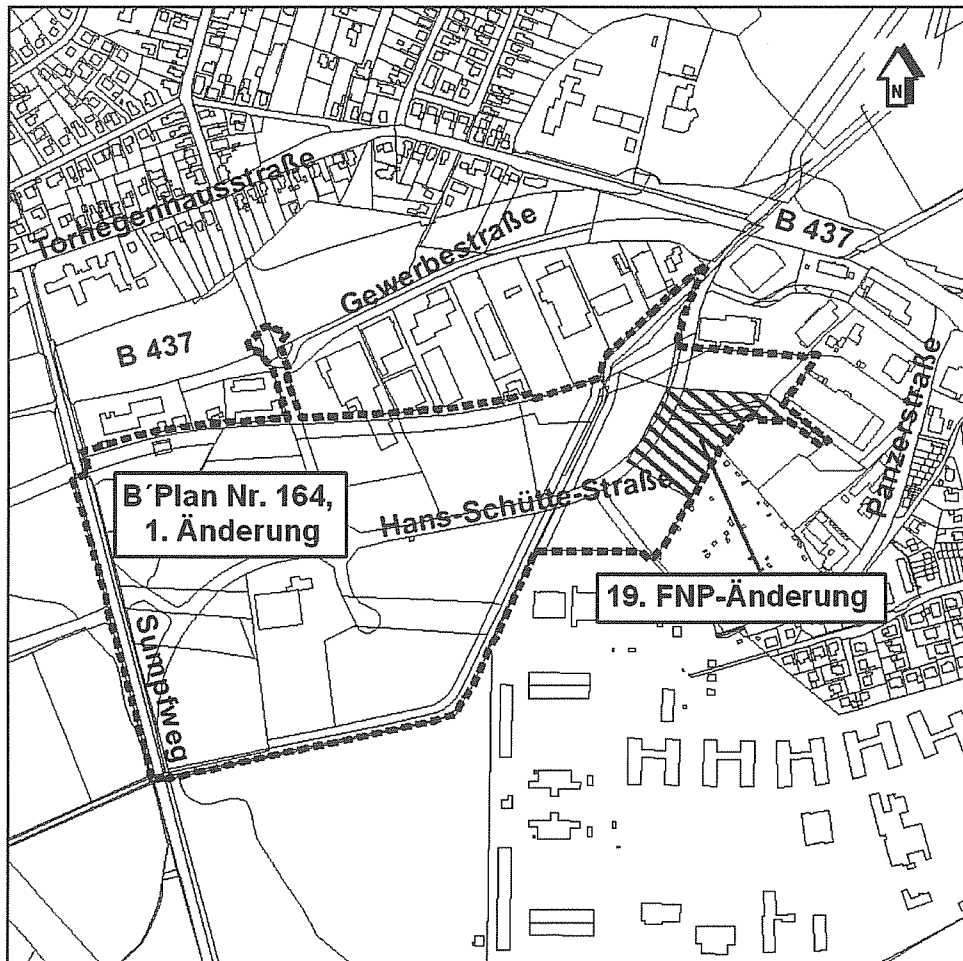 N
Torhegenhausstraße
Gewerbestraße
B 437
B 437
Panzerstraße
B´Plan Nr. 164,
1. Änderung
Hans-Schütte-Straße
19. FNP-Änderung
Sumpfweg